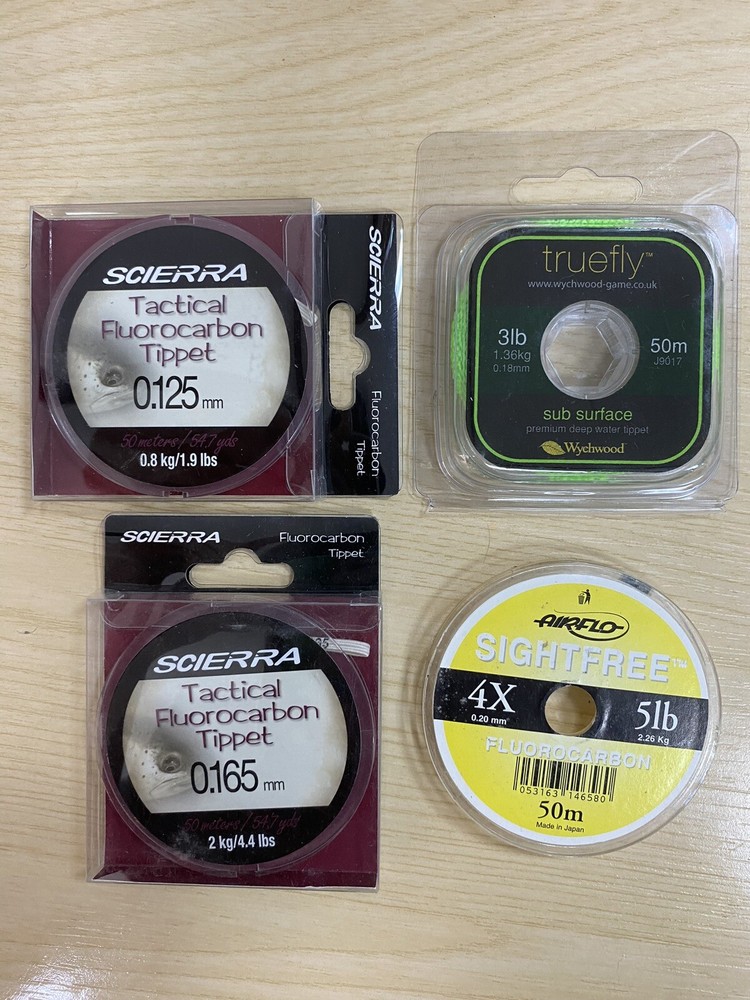 SCIERRA
Tactical
Fluorocarbon
Tippet
0.125 mm
50 meters / 54.7 yds
0.8 kg/1.9 lbs
SCIERRA
Fluorocarbon
Tippet
truefly™
www.wychwood-game.co.uk
3lb
1.36kg
0.18mm
50m
J9017
sub surface
premium deep water tippet
Wychwood
SCIERRA
Fluorocarbon
Tippet
SCIERRA
Tactical
Fluorocarbon
Tippet
0.165 mm
50 meters / 54.7 yds
2 kg/4.4 lbs
AIRFLO
SIGHTFREE™
4X
0.20 mm
5lb
2.26 Kg
FLUOROCARBON
053163 146580
50m
Made in Japan